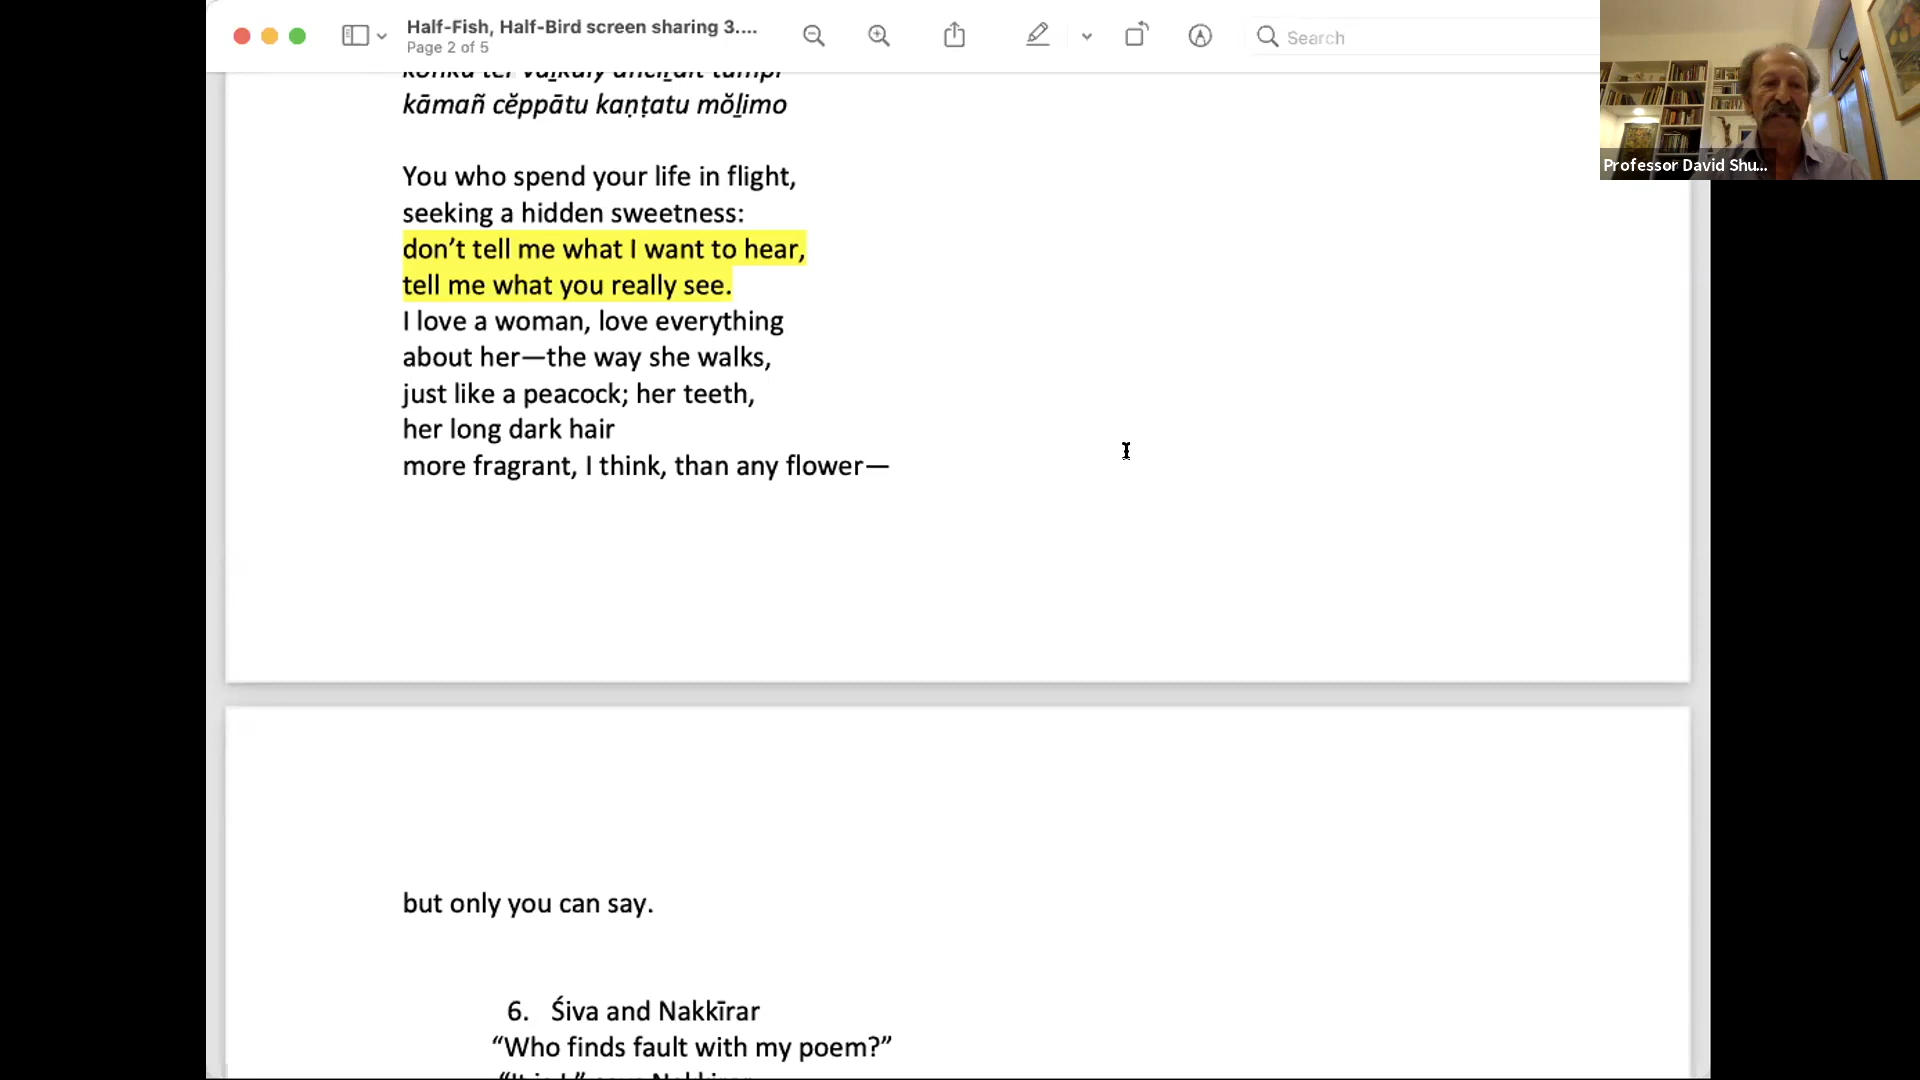 Half-Fish, Half-Bird screen sharing 3....
Page 2 of 5
Search
Professor David Shu...
kāmañ cĕppātu kaṇṭatu mŏḻimo
You who spend your life in flight,
seeking a hidden sweetness:
don’t tell me what I want to hear,
tell me what you really see.
I love a woman, love everything
about her—the way she walks,
just like a peacock; her teeth,
her long dark hair
more fragrant, I think, than any flower—
but only you can say.
6. Śiva and Nakkīrar
“Who finds fault with my poem?”